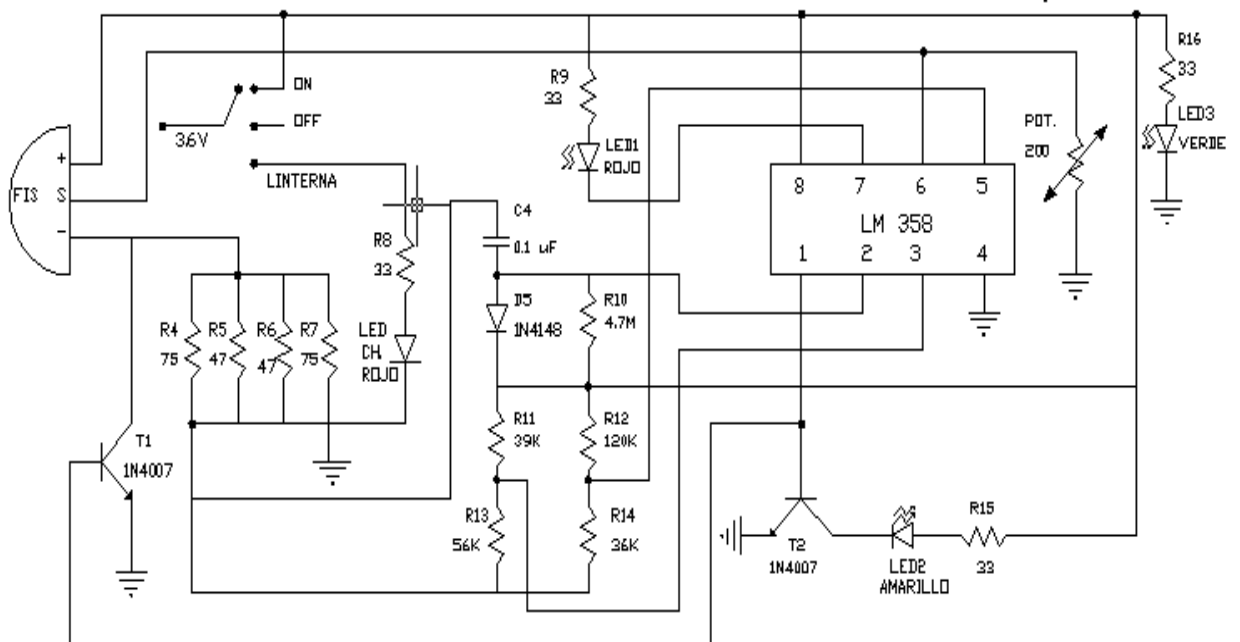 R16
33
ON
R9
33
3.6V
OFF
LED1
ROJO
POT.
200
LED3
VERDE
+
FIS
S
-
LINTERNA
8 7 6 5
LM 358
1 2 3 4
C4
0.1 uF
R8
33
D5
1N4148
R10
4.7M
R4
75
R5
47
R6
47
R7
75
LED
CH.
ROJO
R11
39K
R12
120K
T1
1N4007
R13
56K
R14
36K
T2
1N4007
LED2
AMARILLO
R15
33